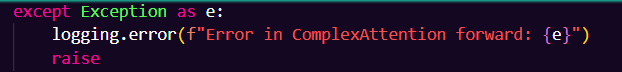 except Exception as e:
    logging.error(f"Error in ComplexAttention forward: {e}")
    raise